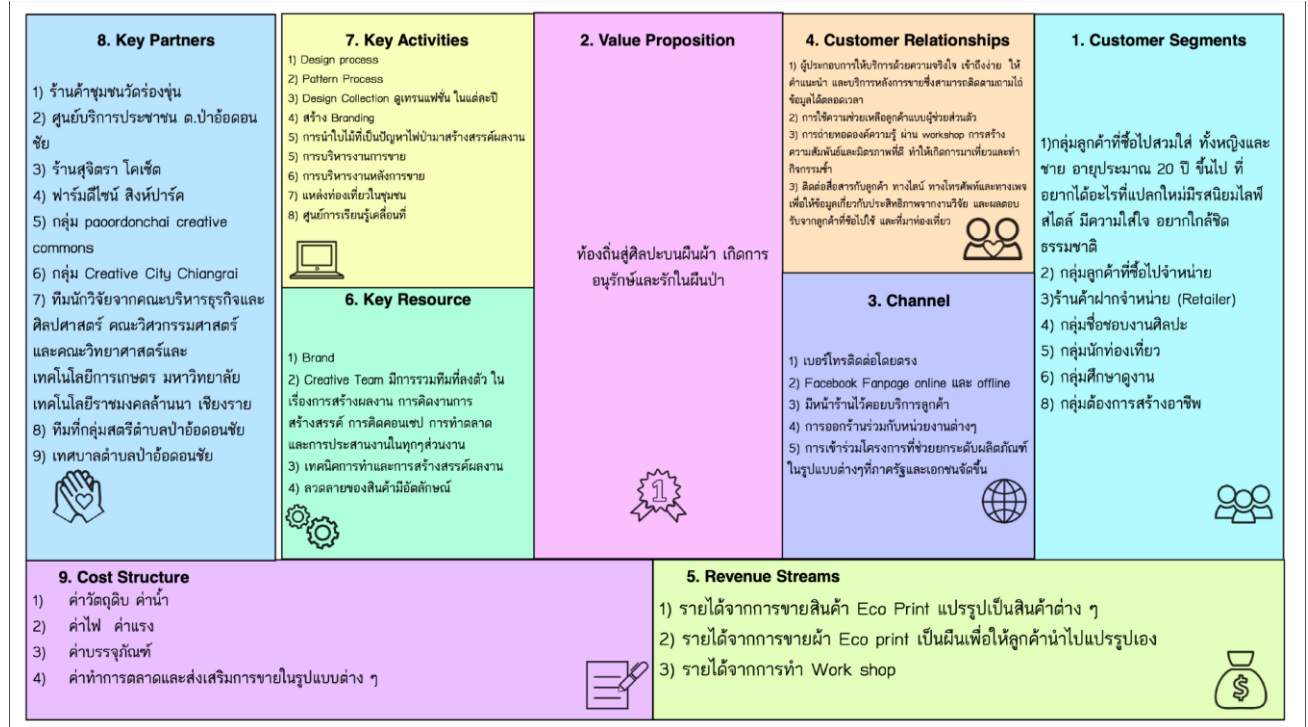 8. Key Partners
1) ร้านค้าชุมชนวัดร่องขุ่น
2) ศูนย์บริการประชาชน ต.ป่าอ้อดอน
ชัย
3) ร้านสุจิตรา โคเซ็ต
4) ฟาร์มดีไซน์ สิงห์ปาร์ค
5) กลุ่ม paoordonchai creative
commons
6) กลุ่ม Creative City Chiangrai
7) ทีมนักวิจัยจากคณะบริหารธุรกิจและ
ศิลปศาสตร์ คณะวิศวกรรมศาสตร์
และคณะวิทยาศาสตร์และ
เทคโนโลยีการเกษตร มหาวิทยาลัย
เทคโนโลยีราชมงคลล้านนา เชียงราย
8) ทีมที่กลุ่มสตรีตำบลป่าอ้อดอนชัย
9) เทศบาลตำบลป่าอ้อดอนชัย
7. Key Activities
1) Design process
2) Pattern Process
3) Design Collection ดูเทรนแฟชั่น ในแต่ละปี
4) สร้าง Branding
5) การนำใบไม้ที่เป็นปัญหาไฟป่ามาสร้างสรรค์ผลงาน
5) การบริหารงานการขาย
6) การบริหารงานหลังการขาย
7) แหล่งท่องเที่ยวในชุมชน
8) ศูนย์การเรียนรู้เคลื่อนที่
6. Key Resource
1) Brand
2) Creative Team มีการรวมทีมที่ลงตัว ใน
เรื่องการสร้างผลงาน การคิดงานการ
สร้างสรรค์ การคิดคอนเซป การทำตลาด
และการประสานงานในทุกๆส่วนงาน
3) เทคนิคการทำและการสร้างสรรค์ผลงาน
4) ลวดลายของสินค้ามีอัตลักษณ์
2. Value Proposition
ท้องถิ่นสู่ศิลปะบนผืนผ้า เกิดการ
อนุรักษ์และรักในผืนป่า
1
4. Customer Relationships
1) ผู้ประกอบการให้บริการด้วยความจริงใจ เข้าถึงง่าย ให้
คำแนะนำ และบริการหลังการขายซึ่งสามารถติดตามถามไถ่
ข้อมูลได้ตลอดเวลา
2) การใช้ความช่วยเหลือลูกค้าแบบผู้ช่วยส่วนตัว
3) การถ่ายทอดองค์ความรู้ ผ่าน workshop การสร้าง
ความสัมพันธ์และมิตรภาพที่ดี ทำให้เกิดการมาเที่ยวและทำ
กิจกรรมซ้ำ
3) ติดต่อสื่อสารกับลูกค้า ทางไลน์ ทางโทรศัพท์และทางเพจ
เพื่อให้ข้อมูลเกี่ยวกับประสิทธิภาพจากงานวิจัย และผลตอบ
รับจากลูกค้าที่ซื้อไปใช้ และที่มาท่องเที่ยว
3. Channel
1) เบอร์โทรติดต่อโดยตรง
2) Facebook Fanpage online และ offline
3) มีหน้าร้านไว้คอยบริการลูกค้า
4) การออกร้านร่วมกับหน่วยงานต่างๆ
5) การเข้าร่วมโครงการที่ช่วยยกระดับผลิตภัณฑ์
ในรูปแบบต่างๆที่ภาครัฐและเอกชนจัดขึ้น
1. Customer Segments
1)กลุ่มลูกค้าที่ซื้อไปสวมใส่ ทั้งหญิงและ
ชาย อายุประมาณ 20 ปี ขึ้นไป ที่
อยากได้อะไรที่แปลกใหม่มีรสนิยมไลฟ์
สไตล์ มีความใส่ใจ อยากใกล้ชิด
ธรรมชาติ
2) กลุ่มลูกค้าที่ซื้อไปจำหน่าย
3)ร้านค้าฝากจำหน่าย (Retailer)
4) กลุ่มชื่อชอบงานศิลปะ
5) กลุ่มนักท่องเที่ยว
6) กลุ่มศึกษาดูงาน
8) กลุ่มต้องการสร้างอาชีพ
9. Cost Structure
1) ค่าวัตถุดิบ ค่าน้ำ
2) ค่าไฟ ค่าแรง
3) ค่าบรรจุภัณฑ์
4) ค่าทำการตลาดและส่งเสริมการขายในรูปแบบต่าง ๆ
5. Revenue Streams
1) รายได้จากการขายสินค้า Eco Print แปรรูปเป็นสินค้าต่าง ๆ
2) รายได้จากการขายผ้า Eco print เป็นผืนเพื่อให้ลูกค้านำไปแปรรูปเอง
3) รายได้จากการทำ Work shop
$